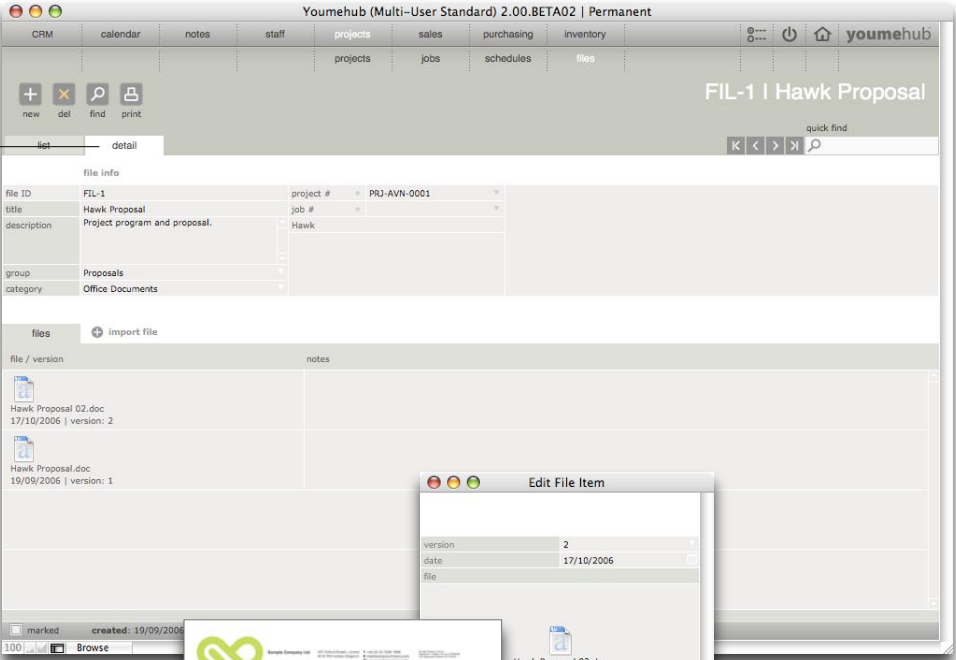 Youmehub (Multi-User Standard) 2.00.BETA02 | Permanent
CRM calendar notes staff projects sales purchasing inventory youmehub
projects jobs schedules files
FIL-1 | Hawk Proposal
new del find print
quick find
list detail
file info
file ID FIL-1 project # PRJ-AVN-0001
title Hawk Proposal job #
description Project program and proposal. Hawk
group Proposals
category Office Documents
files import file
file / version notes
Hawk Proposal 02.doc
17/10/2006 | version: 2
Hawk Proposal.doc
19/09/2006 | version: 1
Edit File Item
version 2
date 17/10/2006
file
marked created: 19/09/2006
Sample Company Ltd
100 Browse